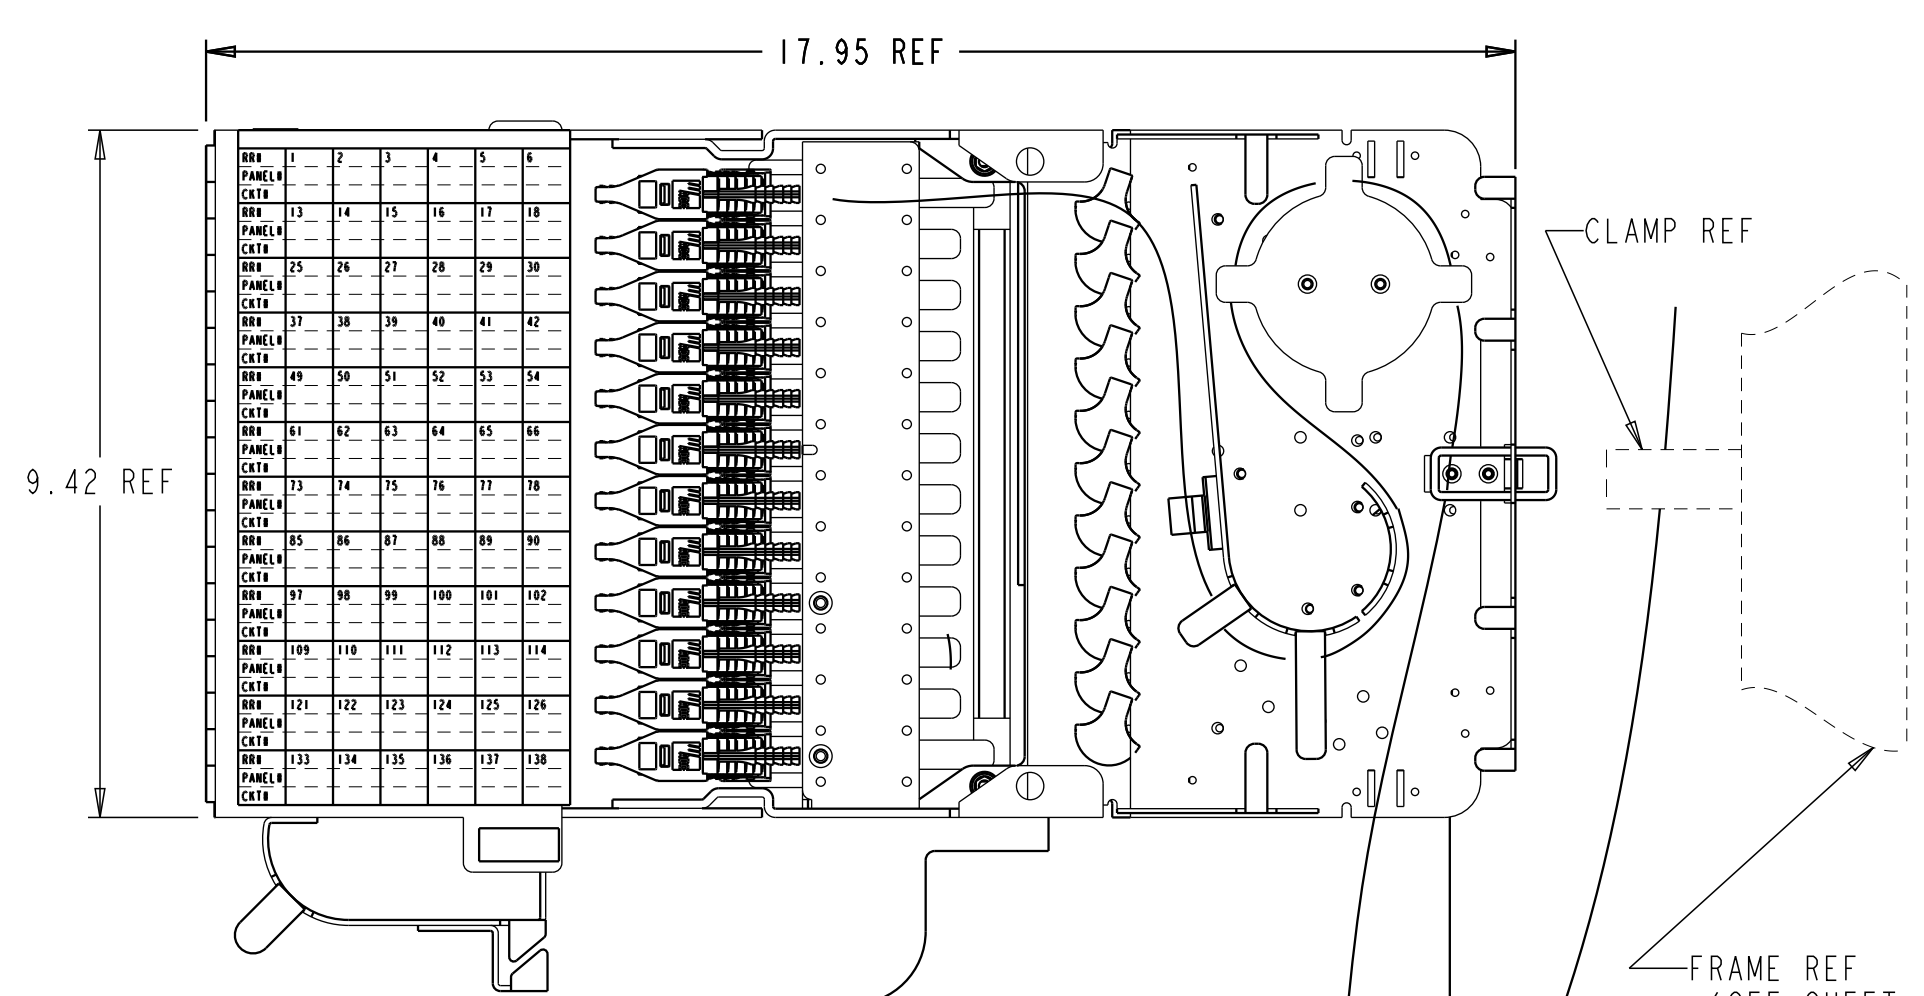 17.95 REF
RR# 1 2 3 4 5 6
PANEL#
CKT#
RR# 13 14 15 16 17 18
PANEL#
CKT#
RR# 25 26 27 28 29 30
PANEL#
CKT#
RR# 37 38 39 40 41 42
PANEL#
CKT#
RR# 49 50 51 52 53 54
PANEL#
CKT#
RR# 61 62 63 64 65 66
PANEL#
CKT#
RR# 73 74 75 76 77 78
PANEL#
CKT#
RR# 85 86 87 88 89 90
PANEL#
CKT#
RR# 97 98 99 100 101 102
PANEL#
CKT#
RR# 109 110 111 112 113 114
PANEL#
CKT#
RR# 121 122 123 124 125 126
PANEL#
CKT#
RR# 133 134 135 136 137 138
PANEL#
CKT#
9.42 REF
CLAMP REF
FRAME REF